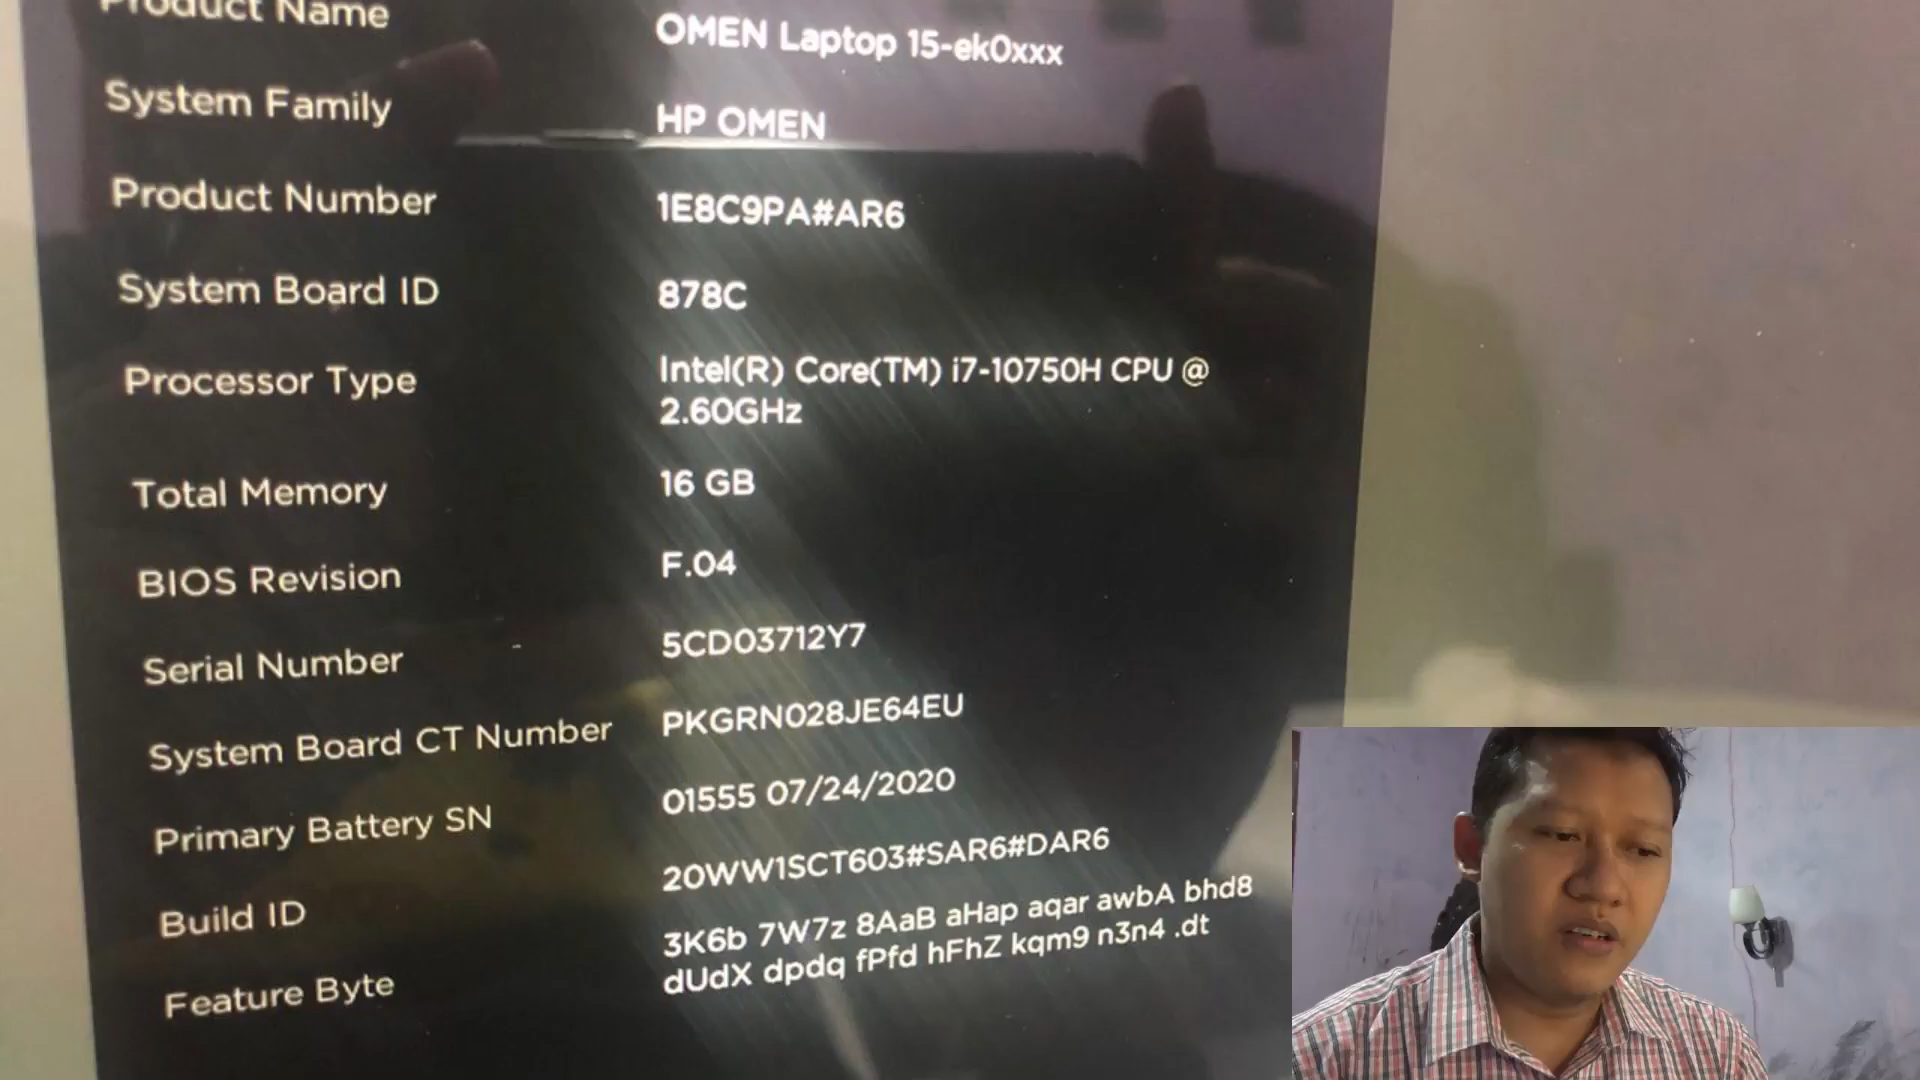 Product Name OMEN Laptop 15-ek0xxx
System Family HP OMEN
Product Number 1E8C9PA#AR6
System Board ID 878C
Processor Type Intel(R) Core(TM) i7-10750H CPU @
2.60GHz
Total Memory 16 GB
BIOS Revision F.04
Serial Number 5CD03712Y7
System Board CT Number PKGRN028JE64EU
Primary Battery SN 01555 07/24/2020
Build ID 20WW1SCT603#SAR6#DAR6
Feature Byte 3K6b 7W7z 8AaB aHap aqar awbA bhd8
dUdX dpdq fPfd hFhZ kqm9 n3n4 .dt